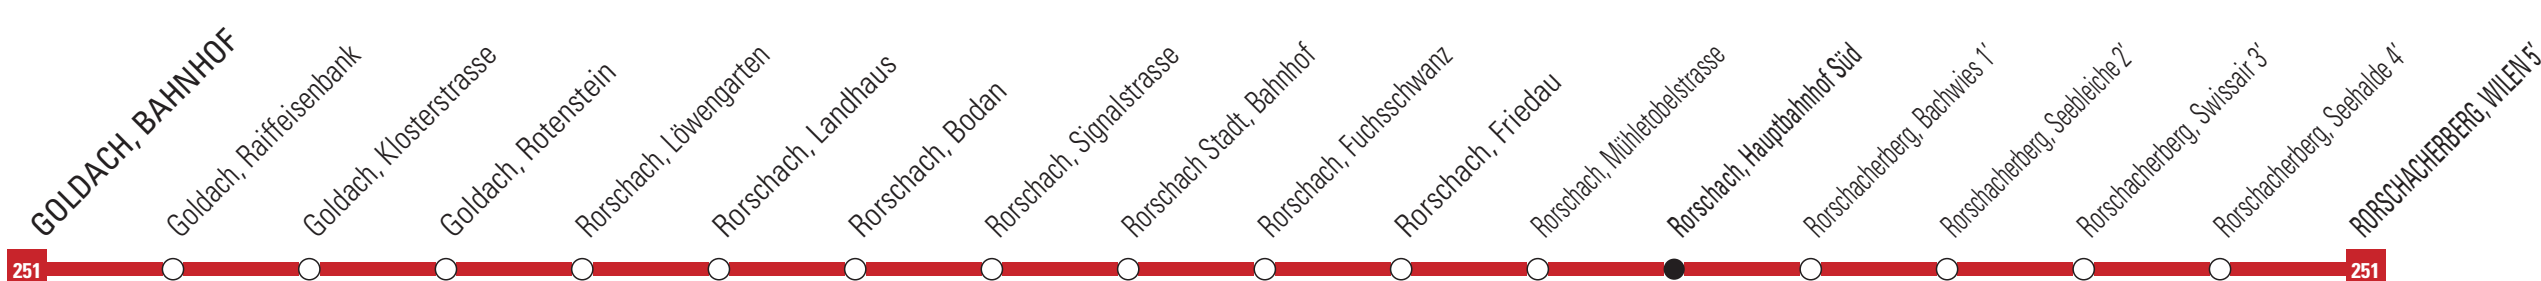 GOLDACH, BAHNHOF
Goldach, Raiffeisenbank
Goldach, Klosterstrasse
Goldach, Rotenstein
Rorschach, Löwengarten
Rorschach, Landhaus
Rorschach, Bodan
Rorschach, Signalstrasse
Rorschach Stadt, Bahnhof
Rorschach, Fuchsschwanz
Rorschach, Friedau
Rorschach, Mühletobelstrasse
Rorschach, Hauptbahnhof Süd
Rorschacherberg, Bachwies 1'
Rorschacherberg, Seebleiche 2'
Rorschacherberg, Swissair 3'
Rorschacherberg, Seehalde 4'
RORSCHACHERBERG, WILEN 5'
251
251